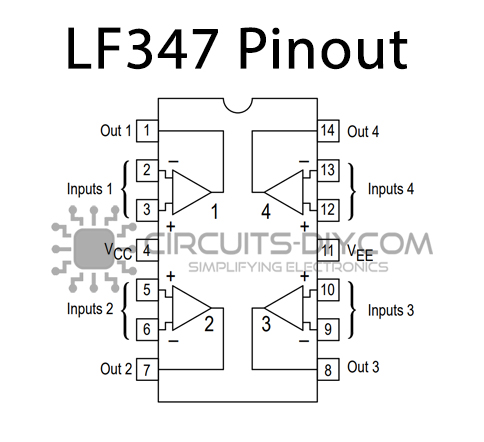 LF347 Pinout
Out 1 1 14 Out 4
2 − − 13
Inputs 1 Inputs 4
3 1 4 12
+ +
VCC 4 CIRCUITS-DIY.COM 11 VEE
SIMPLIFYING ELECTRONICS
+ +
5 10
Inputs 2 2 3 Inputs 3
6 − − 9
Out 2 7 8 Out 3